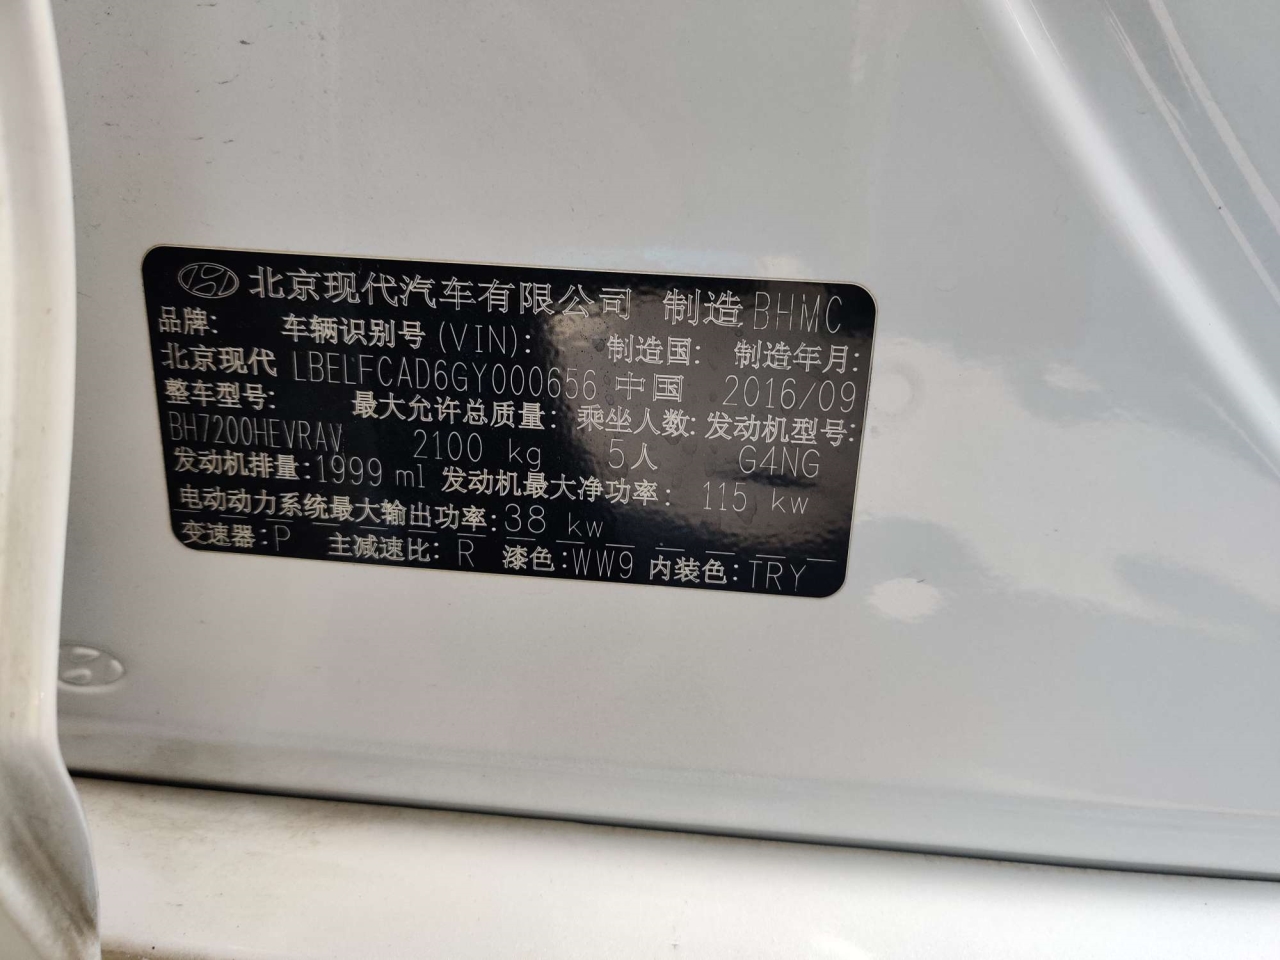 北京现代汽车有限公司 制造 BHMC
品牌: 车辆识别号(VIN): 制造国: 制造年月:
北京现代 LBELFCAD6GY000656 中国 2016/09
整车型号: 最大允许总质量: 乘坐人数: 发动机型号:
BH7200HEVRAV 2100 kg 5人 G4NG
发动机排量:1999 ml 发动机最大净功率: 115 kw
电动动力系统最大输出功率:38 kw
变速器:P 主减速比: R 漆色:WW9 内装色:TRY